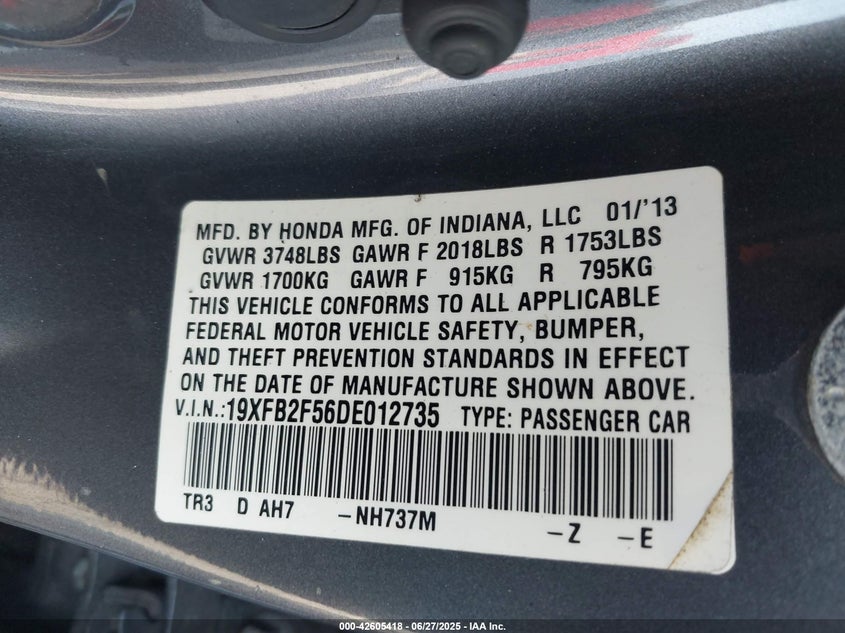 MFD. BY HONDA MFG. OF INDIANA, LLC 01/'13
GVWR 3748LBS GAWR F 2018LBS R 1753LBS
GVWR 1700KG GAWR F 915KG R 795KG
THIS VEHICLE CONFORMS TO ALL APPLICABLE
FEDERAL MOTOR VEHICLE SAFETY, BUMPER,
AND THEFT PREVENTION STANDARDS IN EFFECT
ON THE DATE OF MANUFACTURE SHOWN ABOVE.
V.I.N.:19XFB2F56DE012735 TYPE: PASSENGER CAR
TR3 D AH7 –NH737M –Z –E
000-42605418 - 06/27/2025 - IAA Inc.